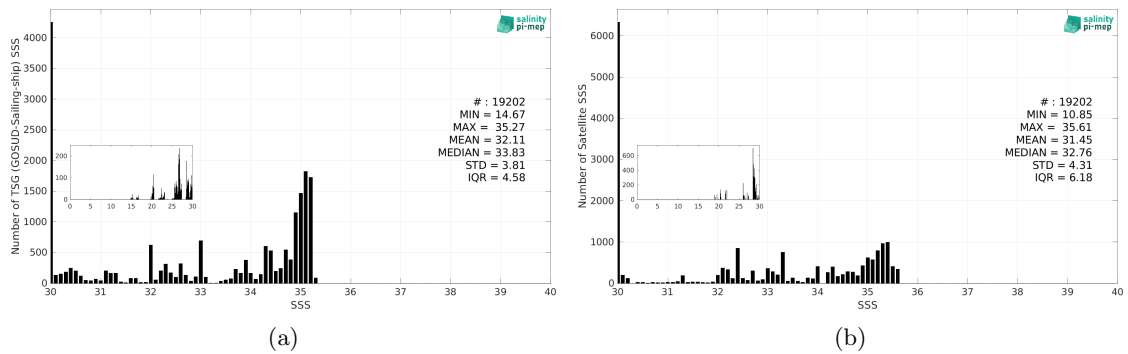 salinity
pi-mep
Number of TSG (GOSUD-Sailing-ship) SSS
4000
3500
3000
2500
2000
1500
1000
500
0
# : 19202
MIN = 14.67
MAX = 35.27
MEAN = 32.11
MEDIAN = 33.83
STD = 3.81
IQR = 4.58
200
100
0
0 5 10 15 20 25 30
30 31 32 33 34 35 36 37 38 39 40
SSS
(a)
salinity
pi-mep
Number of Satellite SSS
6000
5000
4000
3000
2000
1000
0
# : 19202
MIN = 10.85
MAX = 35.61
MEAN = 31.45
MEDIAN = 32.76
STD = 4.31
IQR = 6.18
600
400
200
0
0 5 10 15 20 25 30
30 31 32 33 34 35 36 37 38 39 40
SSS
(b)